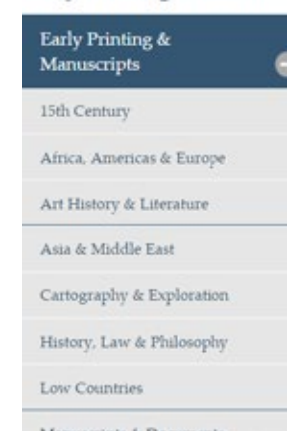 Early Printing &
Manuscripts
15th Century
Africa, Americas & Europe
Art History & Literature
Asia & Middle East
Cartography & Exploration
History, Law & Philosophy
Low Countries